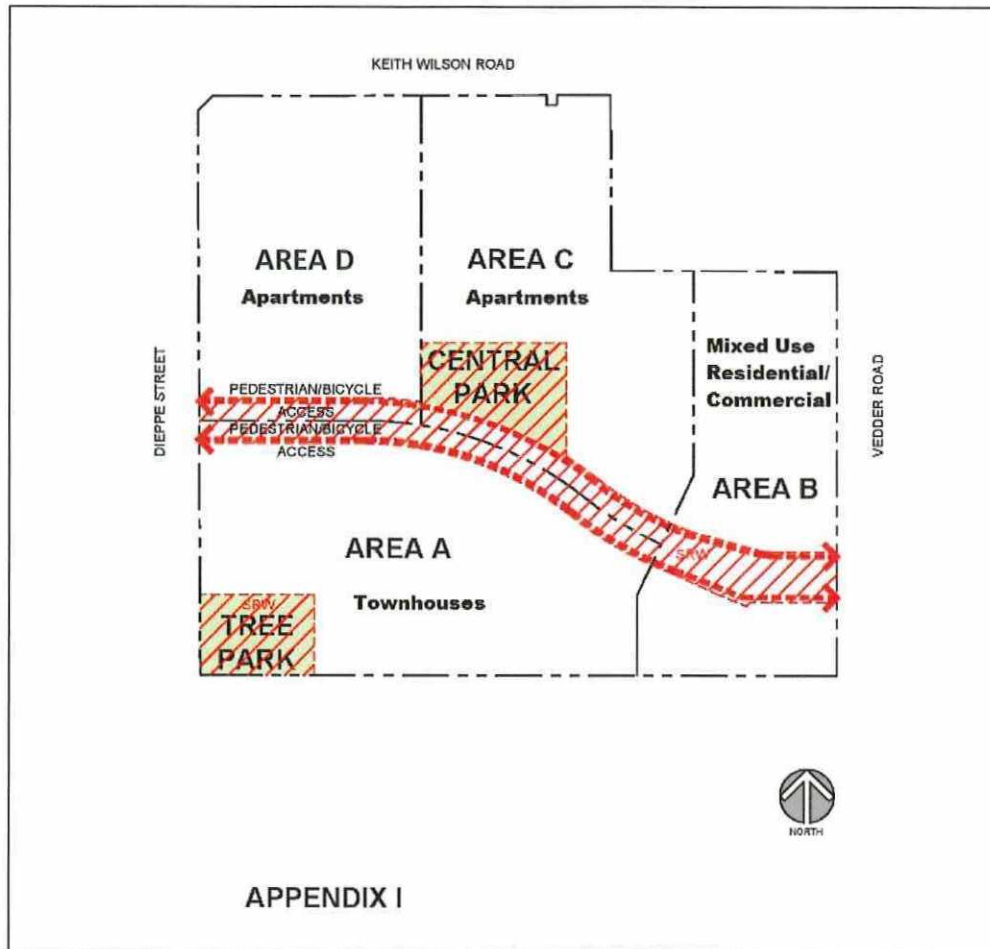 KEITH WILSON ROAD
AREA D
Apartments
AREA C
Apartments
CENTRAL
PARK
Mixed Use
Residential/
Commercial
DIEPPE STREET
VEDDER ROAD
PEDESTRIAN/BICYCLE
ACCESS
PEDESTRIAN/BICYCLE
ACCESS
AREA B
AREA A
SRW
Townhouses
SRW
TREE
PARK
NORTH
APPENDIX I